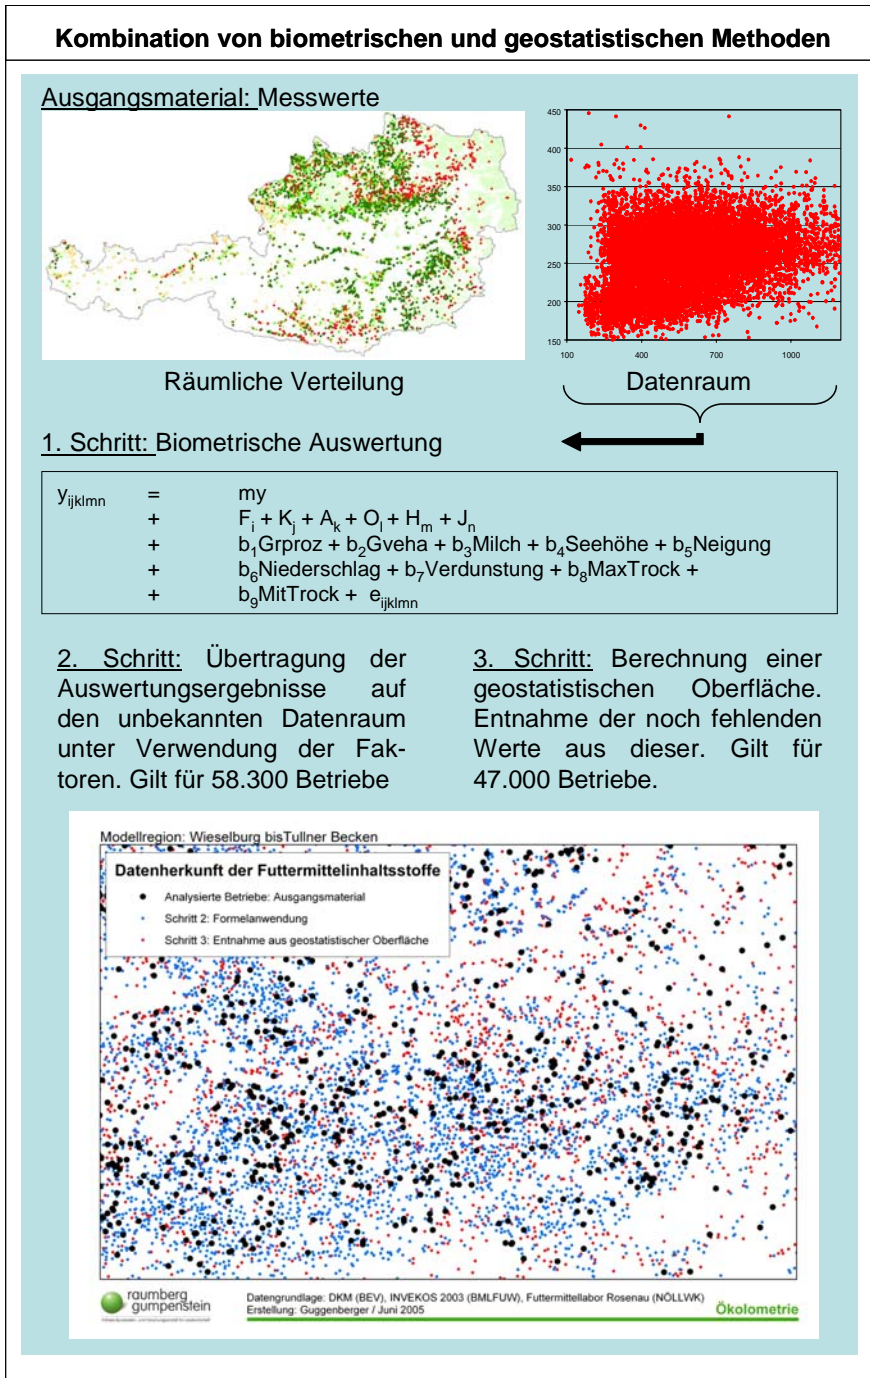 Kombination von biometrischen und geostatistischen Methoden
Ausgangsmaterial: Messwerte
450
400
350
300
250
200
150
100
400
700
1000
Räumliche Verteilung
Datenraum
1. Schritt: Biometrische Auswertung
yijklmn = my
+ Fi + Kj + Ak + Ol + Hm + Jn
+ b1Grproz + b2Gveha + b3Milch + b4Seehöhe + b5Neigung
+ b6Niederschlag + b7Verdunstung + b8MaxTrock +
+ b9MitTrock + eijklmn
2. Schritt: Übertragung der
Auswertungsergebnisse auf
den unbekannten Datenraum
unter Verwendung der Fak-
toren. Gilt für 58.300 Betriebe
3. Schritt: Berechnung einer
geostatistischen Oberfläche.
Entnahme der noch fehlenden
Werte aus dieser. Gilt für
47.000 Betriebe.
Modellregion: Wieselburg bisTullner Becken
Datenherkunft der Futtermittelinhaltsstoffe
Analysierte Betriebe: Ausgangsmaterial
Schritt 2: Formelanwendung
Schritt 3: Entnahme aus geostatistischer Oberfläche
raumberg
gumpenstein
Datengrundlage: DKM (BEV), INVEKOS 2003 (BMLFUW), Futtermittellabor Rosenau (NÖLLWK)
Erstellung: Guggenberger / Juni 2005
Ökolometrie